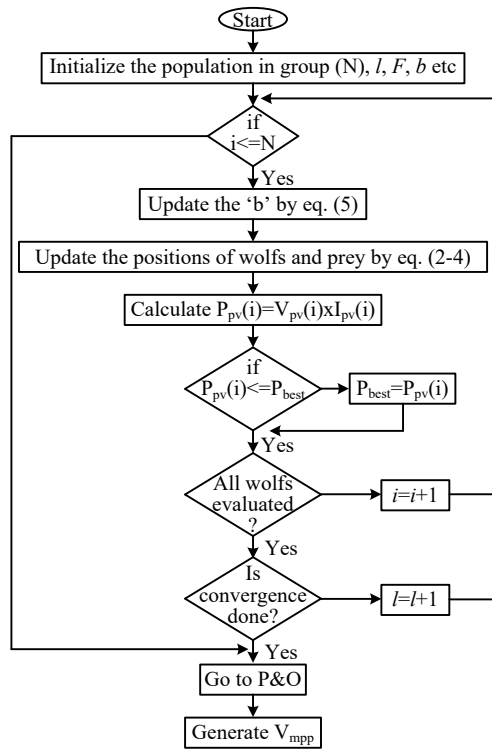 Start
Initialize the population in group (N), l, F, b etc
if
i<=N
Yes
Update the ‘b’ by eq. (5)
Update the positions of wolfs and prey by eq. (2-4)
Calculate Ppv(i)=Vpv(i)xIpv(i)
if
Ppv(i)<=Pbest
Pbest=Ppv(i)
Yes
All wolfs
evaluated
?
i=i+1
Yes
Is
convergence
done?
l=l+1
Yes
Go to P&O
Generate Vmpp